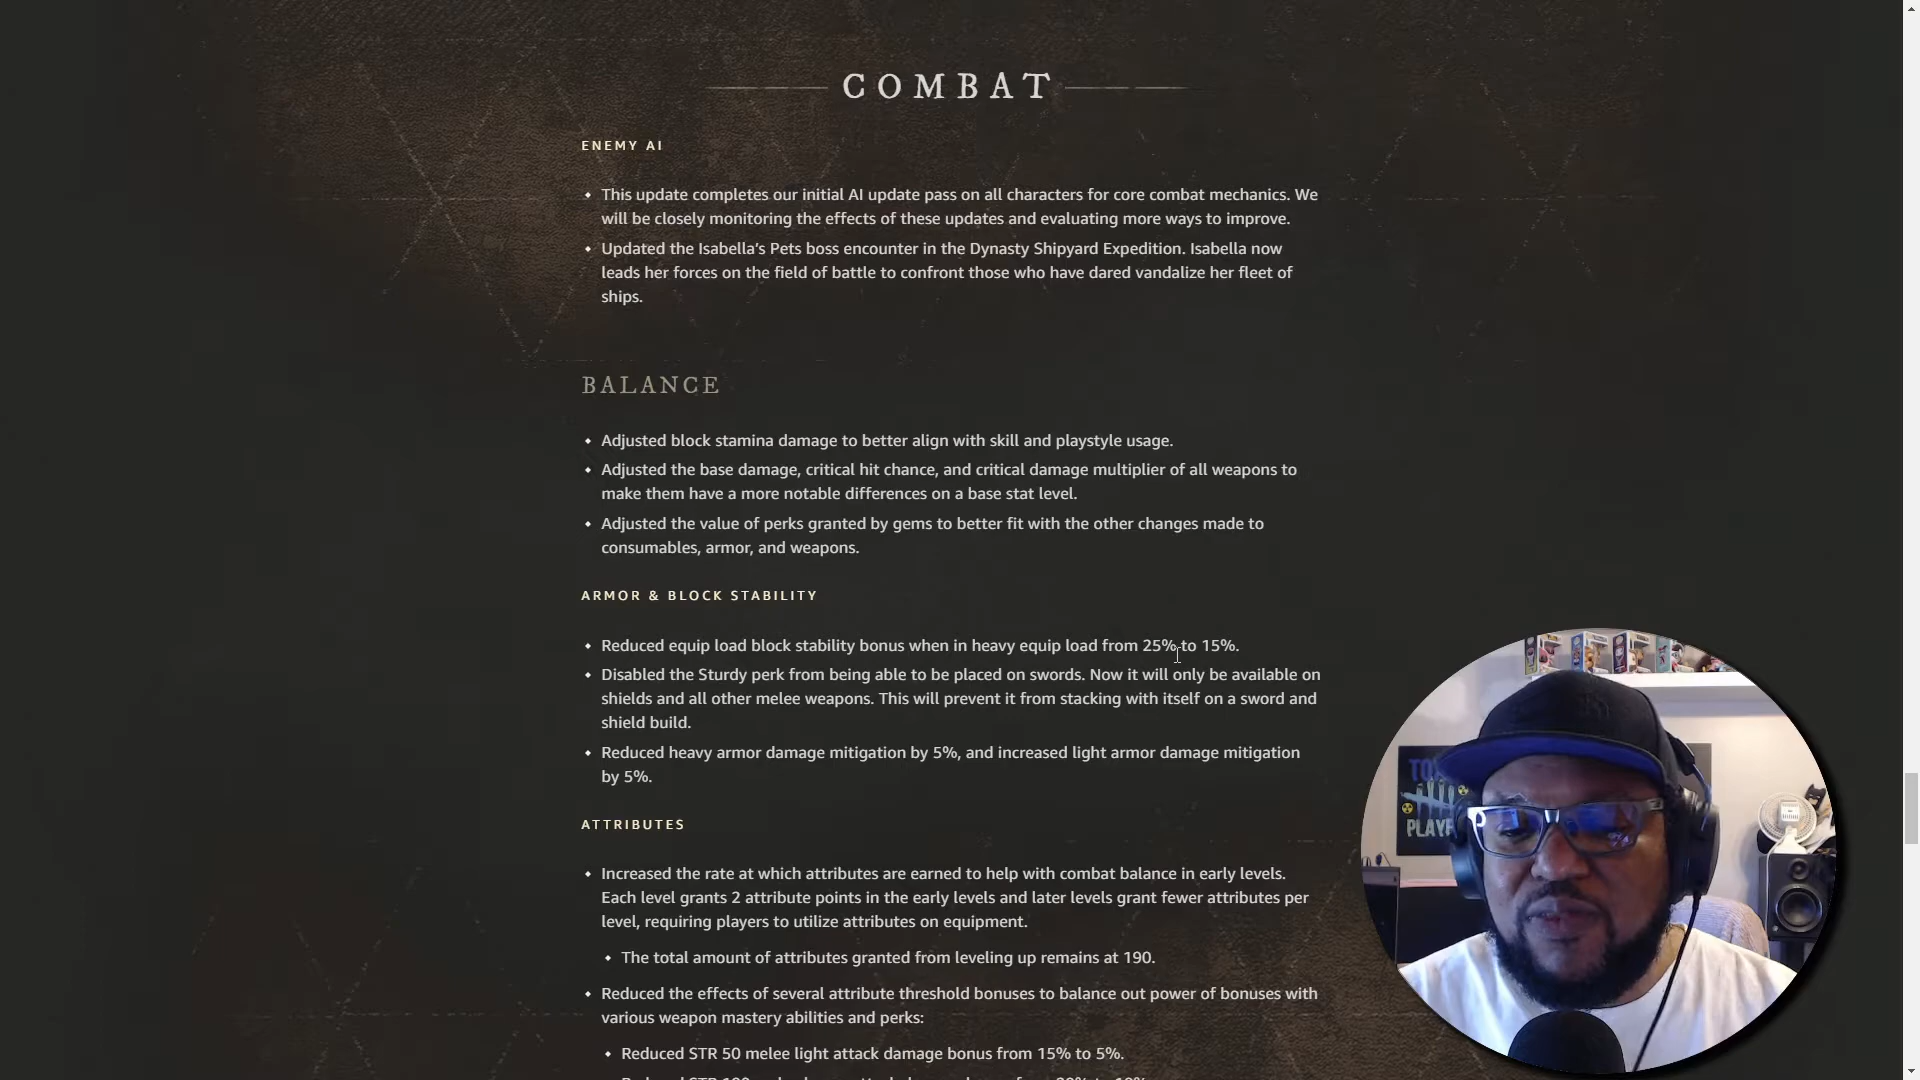 COMBAT
ENEMY AI
• This update completes our initial AI update pass on all characters for core combat mechanics. We
will be closely monitoring the effects of these updates and evaluating more ways to improve.
• Updated the Isabella’s Pets boss encounter in the Dynasty Shipyard Expedition. Isabella now
leads her forces on the field of battle to confront those who have dared vandalize her fleet of
ships.
BALANCE
• Adjusted block stamina damage to better align with skill and playstyle usage.
• Adjusted the base damage, critical hit chance, and critical damage multiplier of all weapons to
make them have a more notable differences on a base stat level.
• Adjusted the value of perks granted by gems to better fit with the other changes made to
consumables, armor, and weapons.
ARMOR & BLOCK STABILITY
• Reduced equip load block stability bonus when in heavy equip load from 25% to 15%.
• Disabled the Sturdy perk from being able to be placed on swords. Now it will only be available on
shields and all other melee weapons. This will prevent it from stacking with itself on a sword and
shield build.
• Reduced heavy armor damage mitigation by 5%, and increased light armor damage mitigation
by 5%.
ATTRIBUTES
• Increased the rate at which attributes are earned to help with combat balance in early levels.
Each level grants 2 attribute points in the early levels and later levels grant fewer attributes per
level, requiring players to utilize attributes on equipment.
• The total amount of attributes granted from leveling up remains at 190.
• Reduced the effects of several attribute threshold bonuses to balance out power of bonuses with
various weapon mastery abilities and perks:
• Reduced STR 50 melee light attack damage bonus from 15% to 5%.